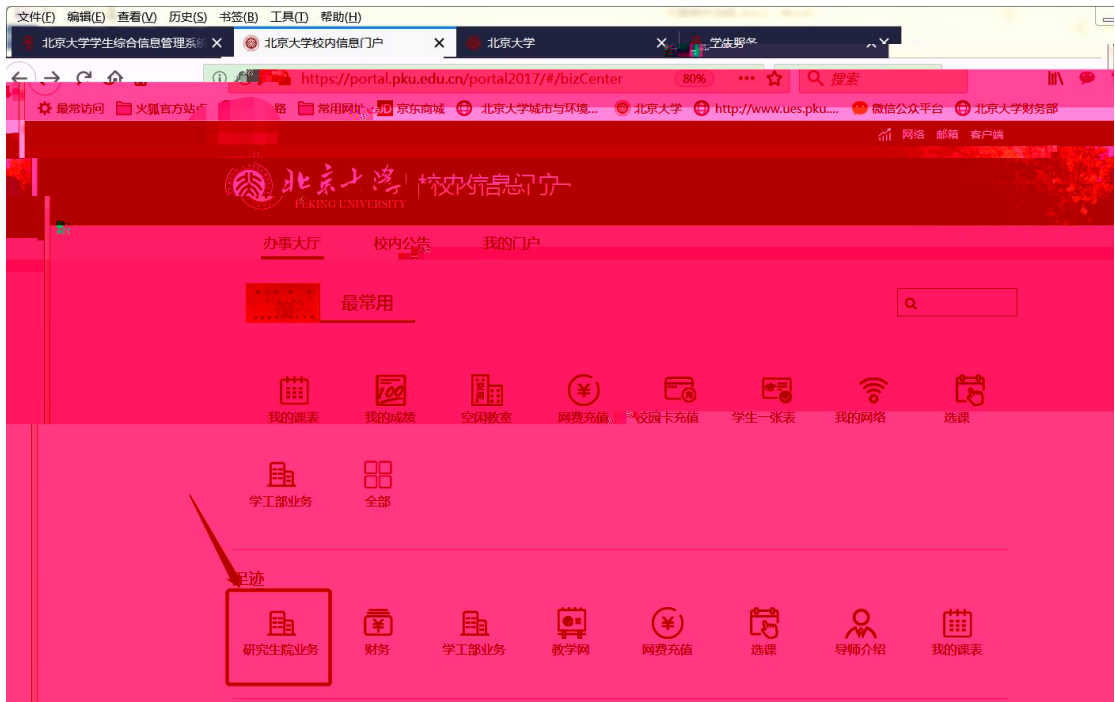 文件(F) 编辑(E) 查看(V) 历史(S) 书签(B) 工具(T) 帮助(H)
北京大学学生综合信息管理系统 × 北京大学校内信息门户 × 北京大学 ×
https://portal.pku.edu.cn/portal2017/#/bizCenter 80% 搜索
最常访问 火狐官方站点 常用网址 JD 京东商城 北京大学城市与环境... 北京大学 http://www.ues.pku.... 微信公众平台 北京大学财务部
网络 邮箱 客户端
北京大学 校内信息门户
PEKING UNIVERSITY
办事大厅 校内公告 我的门户
最常用
我的课表 我的成绩 空闲教室 网费充值 校园卡充值 学生一张表 我的网络 选课
学工部业务 全部
足迹
研究生院业务 财务 学工部业务 教学网 网费充值 选课 导师介绍 我的课表